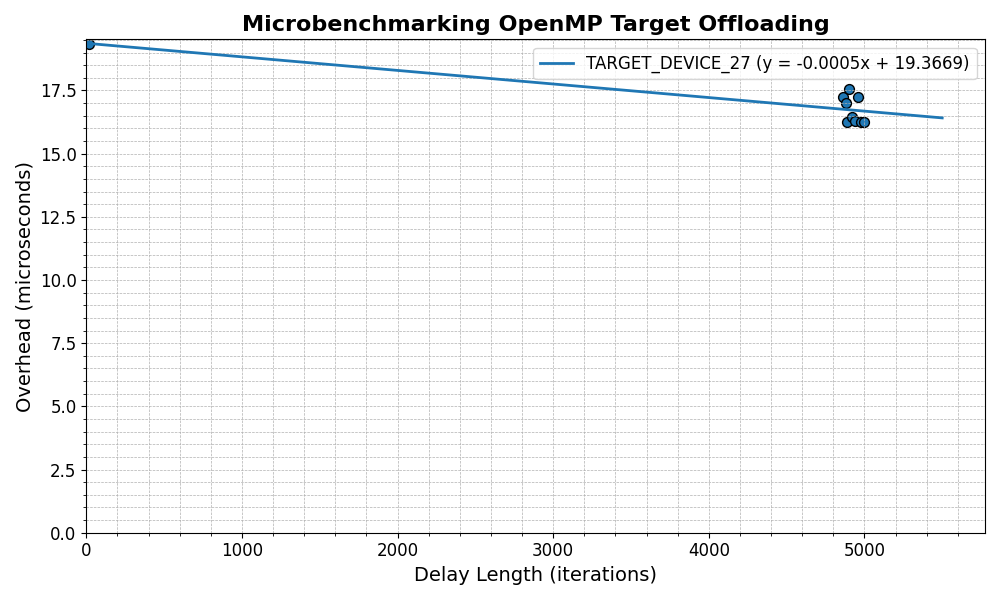 Microbenchmarking OpenMP Target Offloading
TARGET_DEVICE_27 (y = -0.0005x + 19.3669)
17.5
15.0
12.5
10.0
7.5
5.0
2.5
0.0
Overhead (microseconds)
0 1000 2000 3000 4000 5000
Delay Length (iterations)